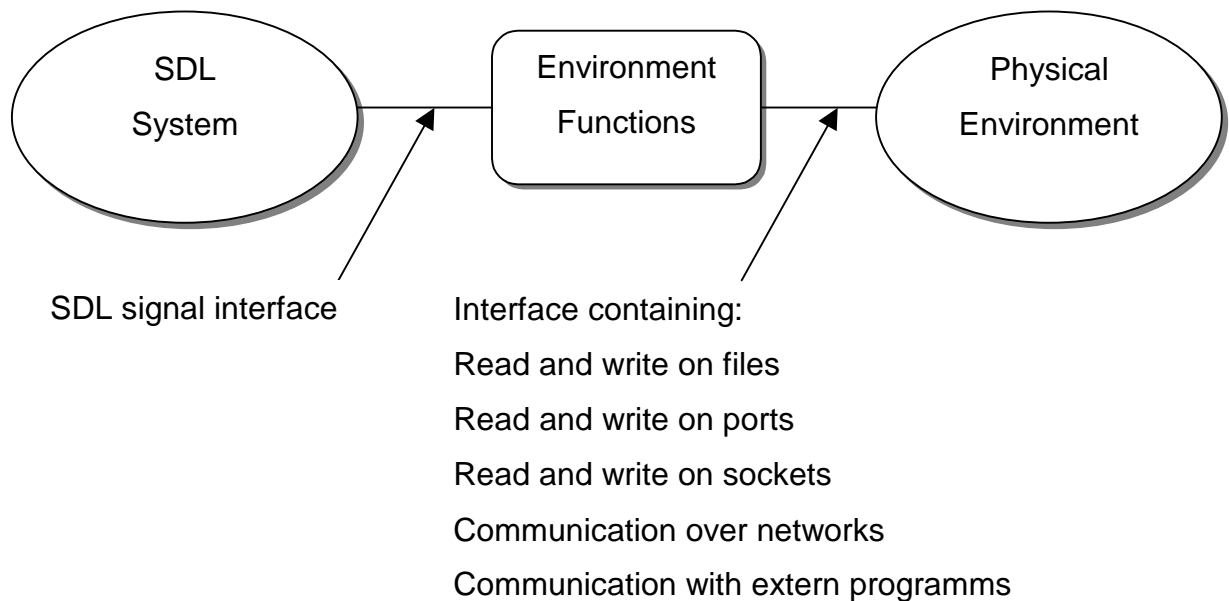 SDL
System
Environment
Functions
Physical
Environment
SDL signal interface
Interface containing:
Read and write on files
Read and write on ports
Read and write on sockets
Communication over networks
Communication with extern programms